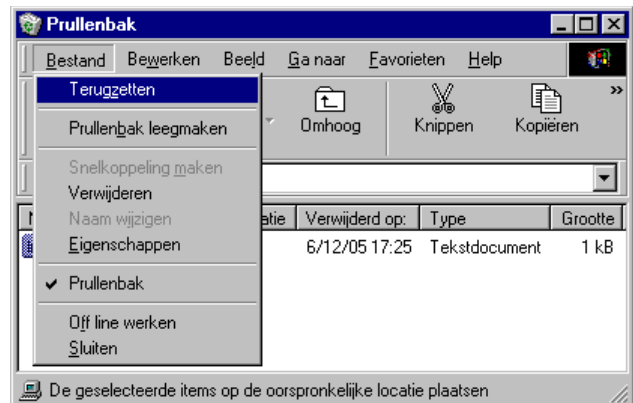 Prullenbak
Bestand Bewerken Beeld Ga naar Favorieten Help
Terugzetten
Prullenbak leegmaken
Snelkoppeling maken
Verwijderen
Naam wijzigen
Eigenschappen
Prullenbak
Off line werken
Sluiten
Omhoog Knippen Kopiëren »
Verwijderd op: Type Grootte
6/12/05 17:25 Tekstdocument 1 kB
De geselecteerde items op de oorspronkelijke locatie plaatsen